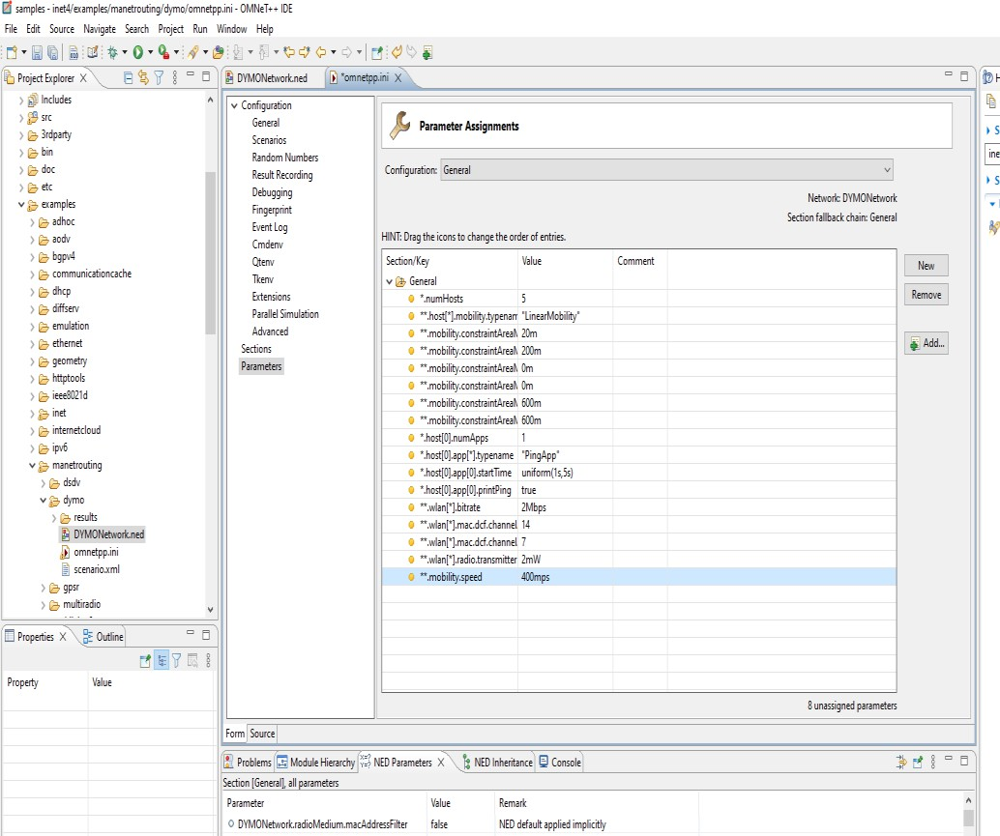 samples - inet4/examples/manetrouting/dymo/omnetpp.ini - OMNeT++ IDE
File Edit Source Navigate Search Project Run Window Help
Project Explorer
Includes
src
3rdparty
bin
doc
etc
examples
adhoc
aodv
bgpv4
communicationcache
dhcp
diffserv
emulation
ethernet
geometry
httptools
ieee8021d
inet
internetcloud
ipv6
manetrouting
dsdv
dymo
results
DYMONetwork.ned
omnetpp.ini
scenario.xml
gpsr
multiradio
Properties Outline
Property Value
DYMONetwork.ned *omnetpp.ini
Configuration
General
Scenarios
Random Numbers
Result Recording
Debugging
Fingerprint
Event Log
Cmdenv
Qtenv
Tkenv
Extensions
Parallel Simulation
Advanced
Sections
Parameters
Parameter Assignments
Configuration: General
Network: DYMONetwork
Section fallback chain: General
HINT: Drag the icons to change the order of entries.
Section/Key Value Comment
General
*.numHosts 5
**.host[*].mobility.typenam "LinearMobility"
**.mobility.constraintAreaM 20m
**.mobility.constraintAreaM 200m
**.mobility.constraintAreaM 0m
**.mobility.constraintAreaM 0m
**.mobility.constraintAreaM 600m
**.mobility.constraintAreaM 600m
*.host[0].numApps 1
*.host[0].app[*].typename "PingApp"
*.host[0].app[0].startTime uniform(1s,5s)
*.host[0].app[0].printPing true
**.wlan[*].bitrate 2Mbps
**.wlan[*].mac.dcf.channel 14
**.wlan[*].mac.dcf.channel 7
**.wlan[*].radio.transmitter 2mW
**.mobility.speed 400mps
New
Remove
Add...
8 unassigned parameters
Form Source
Problems Module Hierarchy NED Parameters NED Inheritance Console
Section [General], all parameters
Parameter Value Remark
DYMONetwork.radioMedium.macAddressFilter false NED default applied implicitly
H
S
ine
S